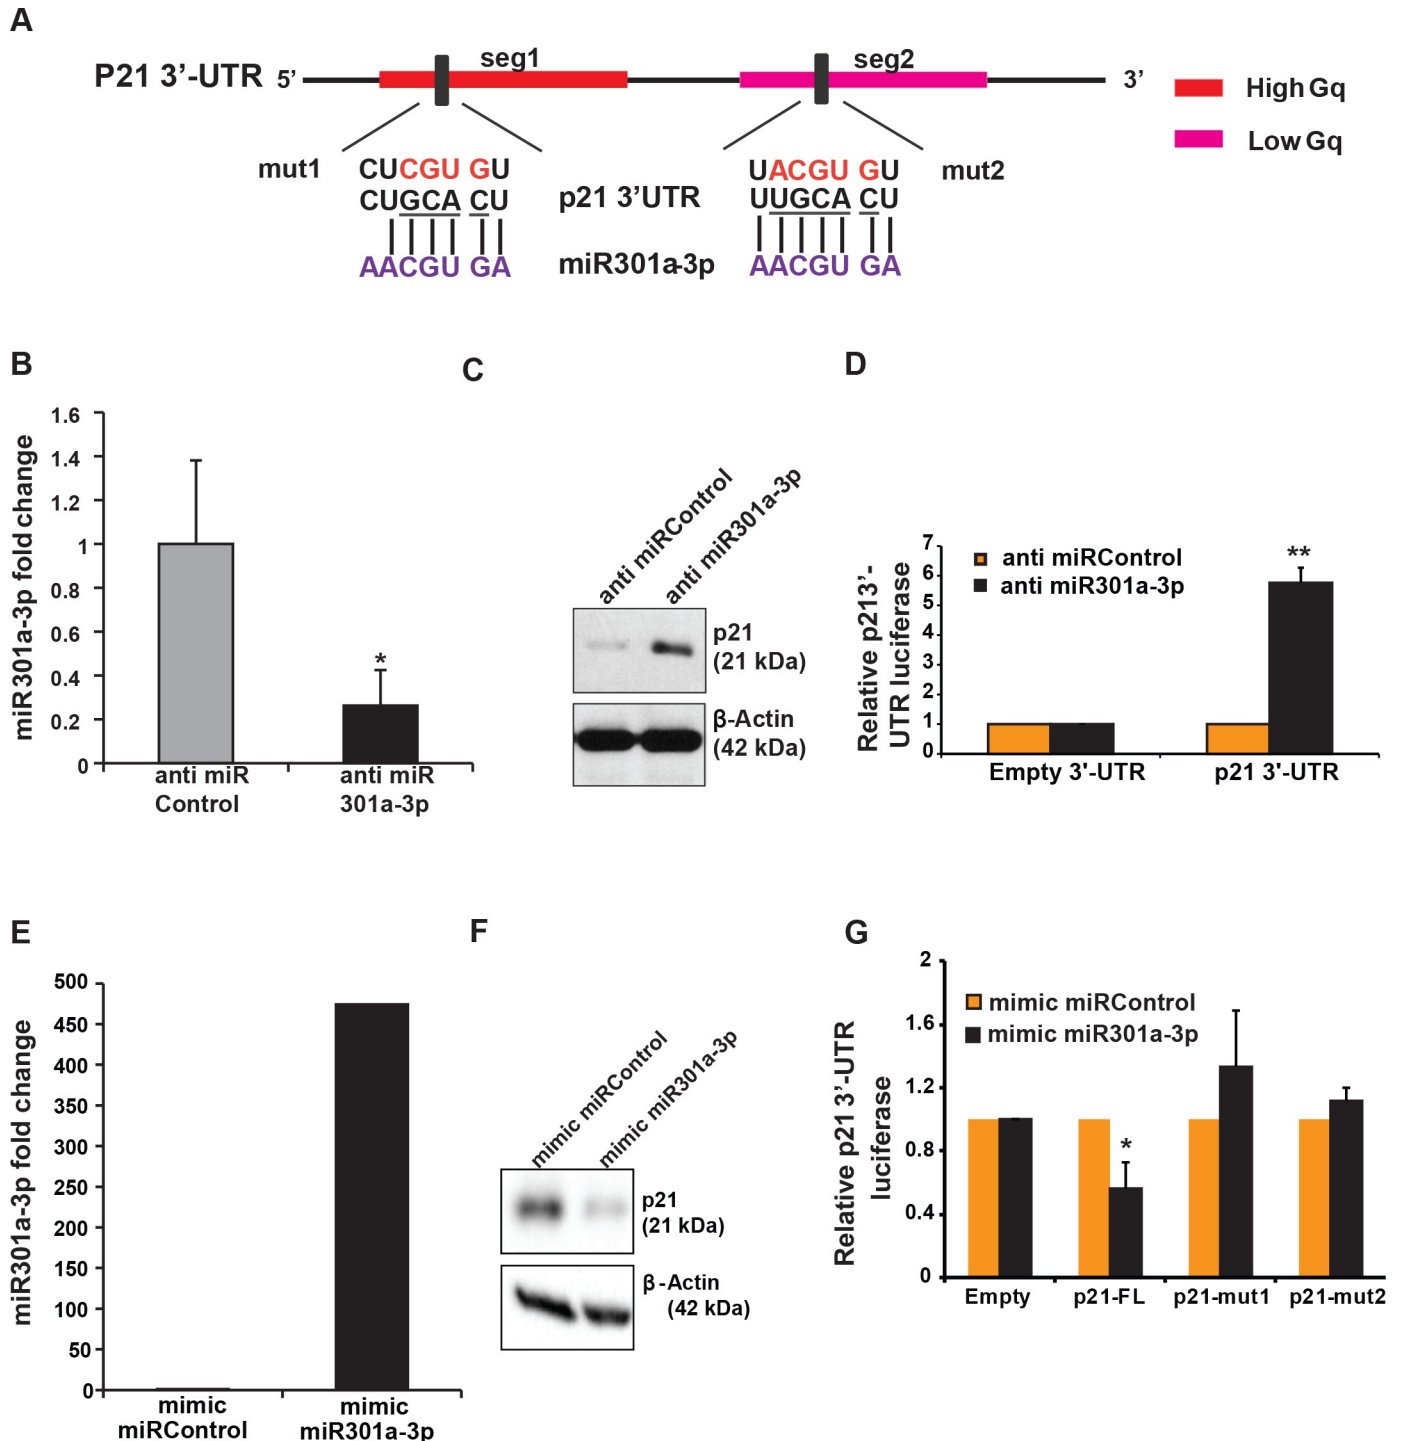 A
P21 3’-UTR 5’ seg1 seg2 3’
High Gq
Low Gq
mut1 CUCGU GU UACGU GU mut2
CUGCA CU p21 3’UTR UUGCA CU
AACGU GA miR301a-3p AACGU GA
B
miR301a-3p fold change
1.6
1.4
1.2
1
0.8
0.6
0.4
0.2
0
*
anti miR
Control
anti miR
301a-3p
C
anti miRControl
anti miR301a-3p
p21
(21 kDa)
β-Actin
(42 kDa)
D
Relative p213’-
UTR luciferase
7
6
5
4
3
2
1
0
anti miRControl
anti miR301a-3p
**
Empty 3'-UTR
p21 3'-UTR
E
miR301a-3p fold change
500
450
400
350
300
250
200
150
100
50
0
mimic
miRControl
mimic
miR301a-3p
F
mimic miRControl
mimic miR301a-3p
p21
(21 kDa)
β-Actin
(42 kDa)
G
Relative p21 3’-UTR
luciferase
2
1.6
1.2
0.8
0.4
0
mimic miRControl
mimic miR301a-3p
*
Empty
p21-FL
p21-mut1
p21-mut2